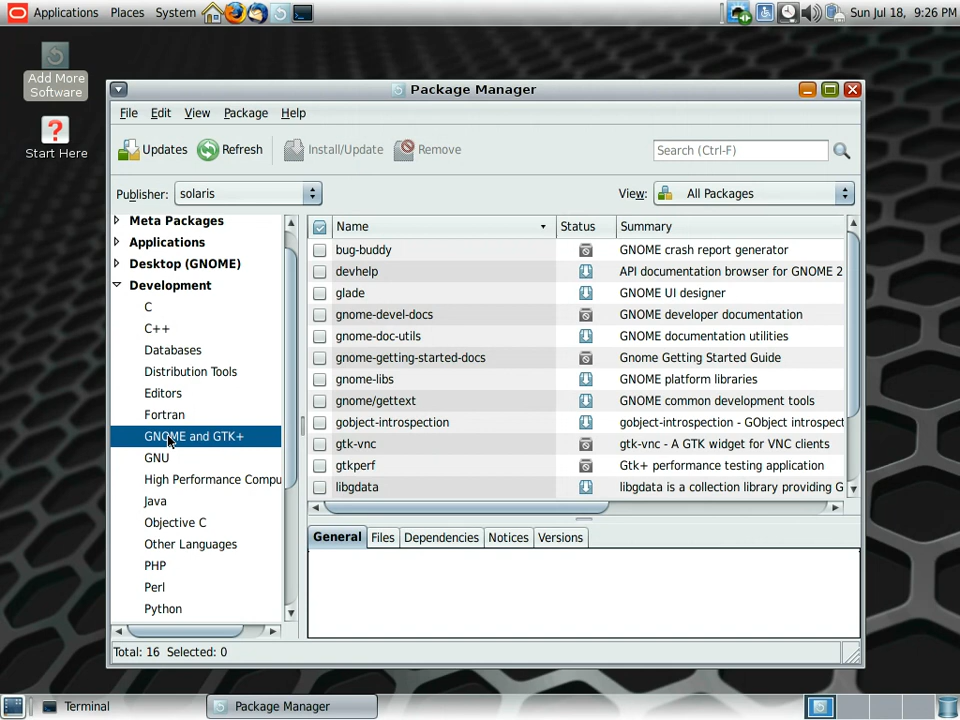 Applications Places System Sun Jul 18, 9:26 PM
Add More
Software
Start Here
Package Manager
File Edit View Package Help
Updates Refresh Install/Update Remove Search (Ctrl-F)
Publisher: solaris View: All Packages
Meta Packages
Applications
Desktop (GNOME)
Development
C
C++
Databases
Distribution Tools
Editors
Fortran
GNOME and GTK+
GNU
High Performance Compu
Java
Objective C
Other Languages
PHP
Perl
Python
Name Status Summary
bug-buddy GNOME crash report generator
devhelp API documentation browser for GNOME 2
glade GNOME UI designer
gnome-devel-docs GNOME developer documentation
gnome-doc-utils GNOME documentation utilities
gnome-getting-started-docs Gnome Getting Started Guide
gnome-libs GNOME platform libraries
gnome/gettext GNOME common development tools
gobject-introspection gobject-introspection - GObject introspect
gtk-vnc gtk-vnc - A GTK widget for VNC clients
gtkperf Gtk+ performance testing application
libgdata libgdata is a collection library providing G
General Files Dependencies Notices Versions
Total: 16 Selected: 0
Terminal Package Manager